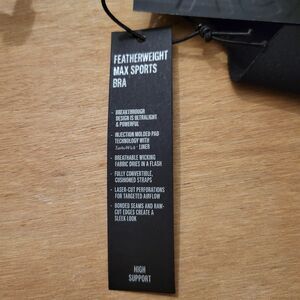 FEATHERWEIGHT
MAX SPORTS
BRA
- BREAKTHROUGH
DESIGN IS ULTRALIGHT
& POWERFUL
- INJECTION MOLDED PAD
TECHNOLOGY WITH
LINER
- BREATHABLE WICKING
FABRIC DRIES IN A FLASH
- FULLY CONVERTIBLE,
CUSHIONED STRAPS
- LASER-CUT PERFORATIONS
FOR TARGETED AIRFLOW
- BONDED SEAMS AND RAW-
CUT EDGES CREATE A
SLEEK LOOK
HIGH
SUPPORT